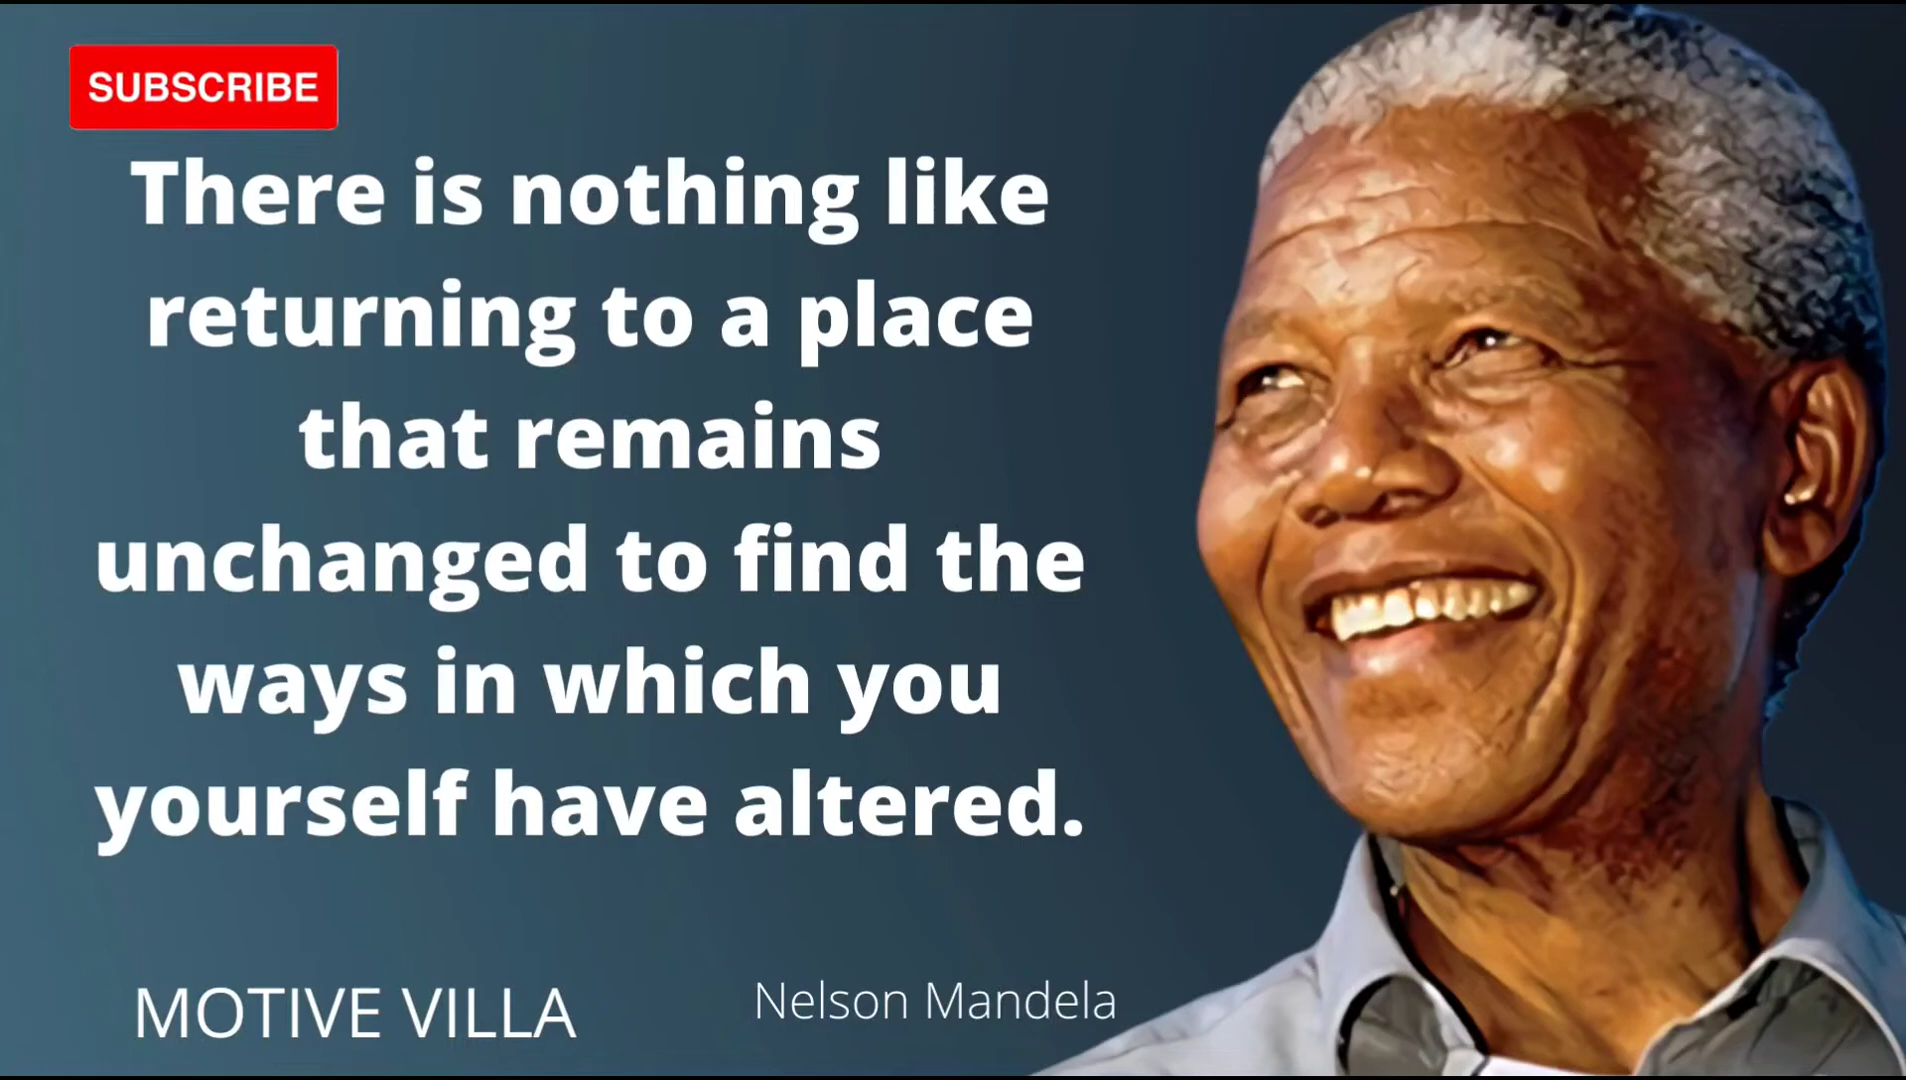 SUBSCRIBE
There is nothing like
returning to a place
that remains
unchanged to find the
ways in which you
yourself have altered.
MOTIVE VILLA
Nelson Mandela